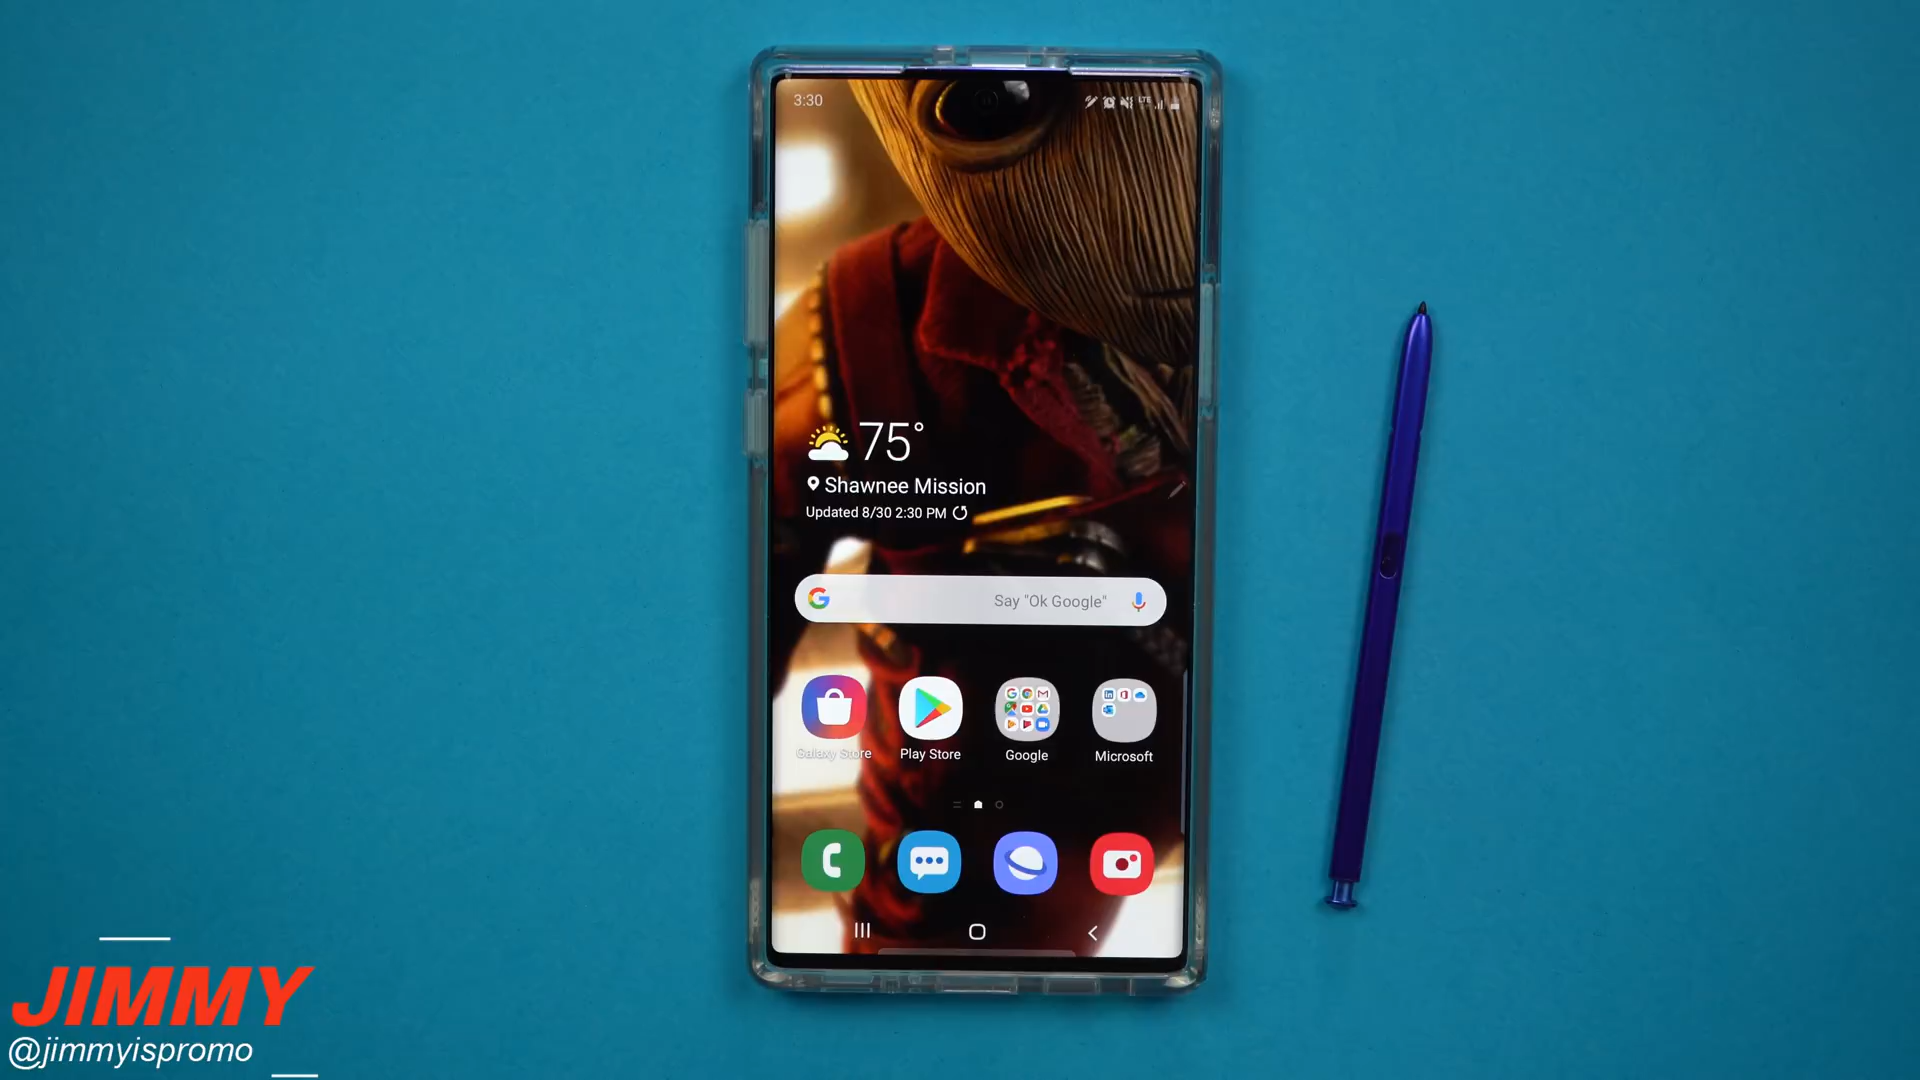 3:30
LTE
75°
Shawnee Mission
Updated 8/30 2:30 PM
Say "Ok Google"
Galaxy Store
Play Store
Google
Microsoft
JIMMY
@jimmyispromo